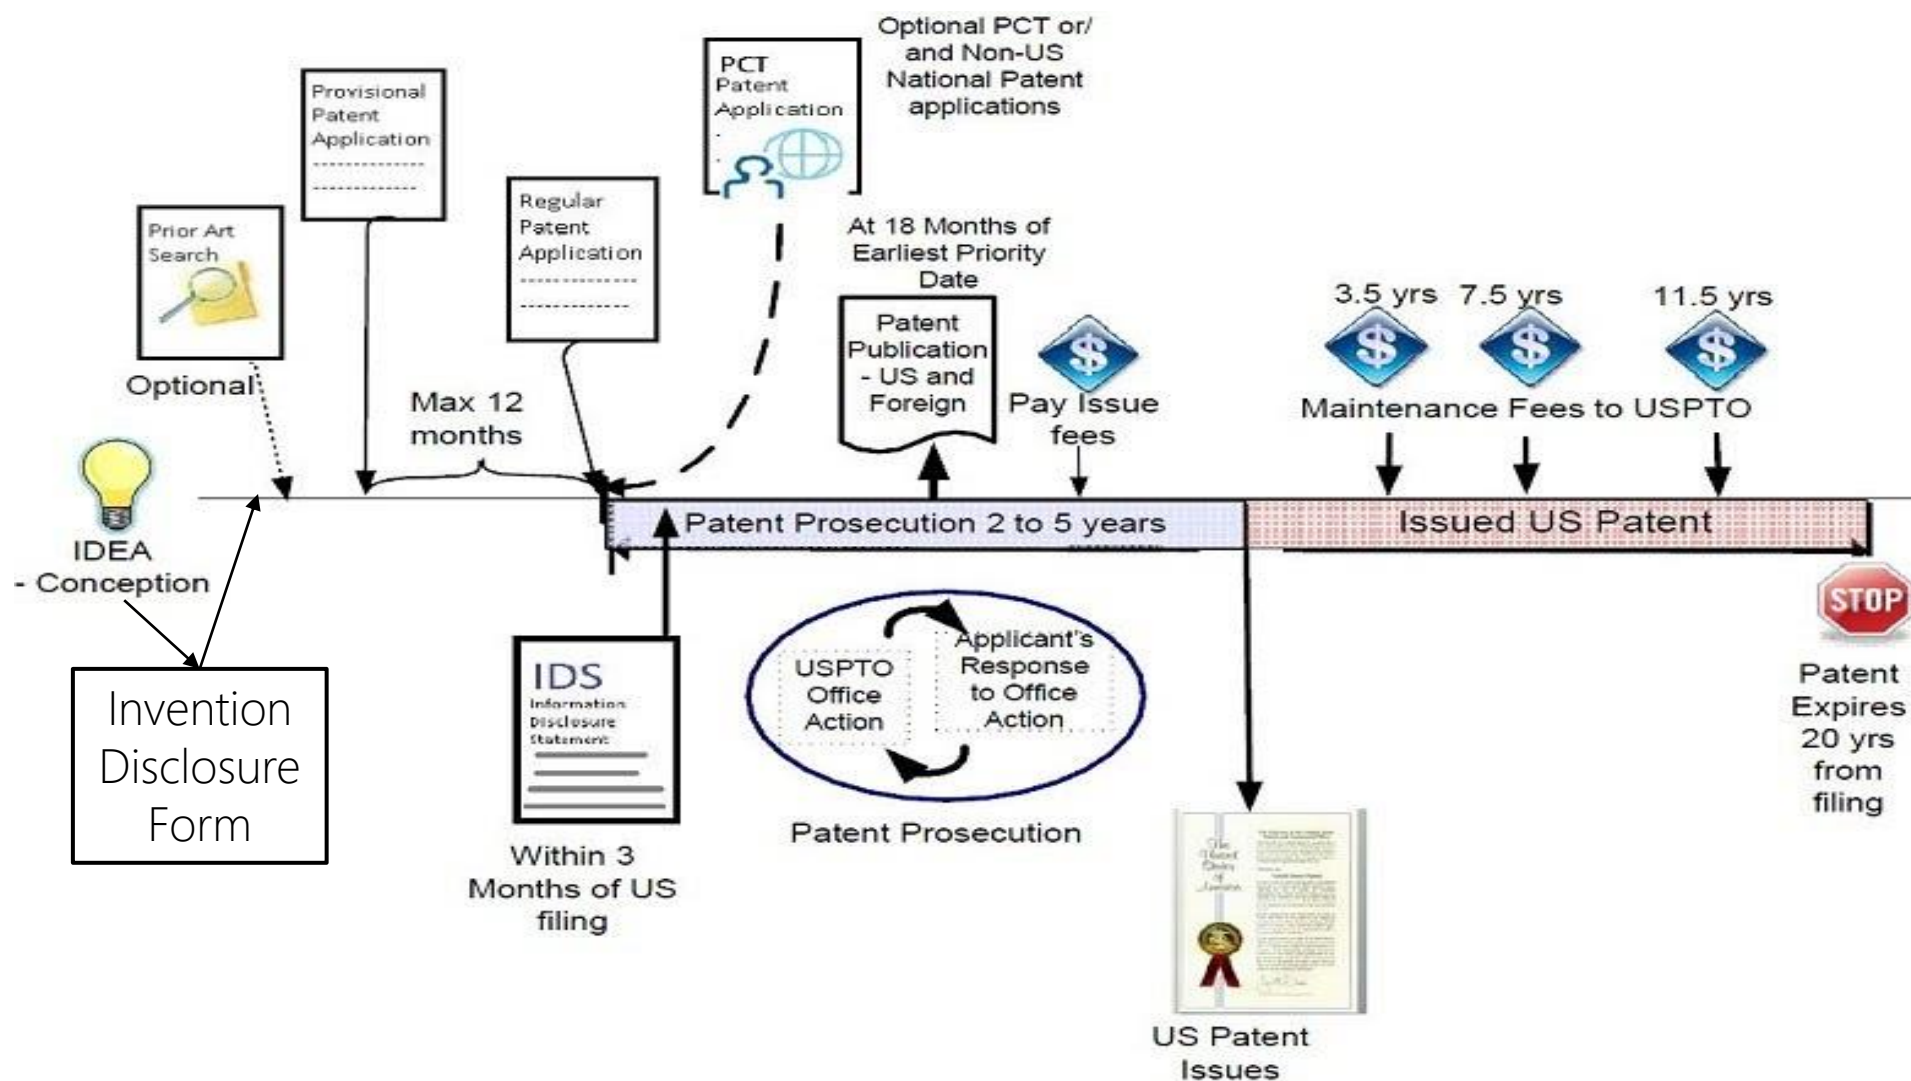 Optional PCT or/
and Non-US
National Patent
applications
PCT
Patent
Application
Provisional
Patent
Application
Regular
Patent
Application
Prior Art
Search
Optional
At 18 Months of
Earliest Priority
Date
Patent
Publication
- US and
Foreign
Pay Issue
fees
3.5 yrs
7.5 yrs
11.5 yrs
$
$
$
$
Maintenance Fees to USPTO
Max 12
months
IDEA
- Conception
Patent Prosecution 2 to 5 years
Issued US Patent
Invention
Disclosure
Form
IDS
Information
Disclosure
Statement
Within 3
Months of US
filing
USPTO
Office
Action
Applicant's
Response
to Office
Action
Patent Prosecution
STOP
Patent
Expires
20 yrs
from
filing
The
United
States
of
America
US Patent
Issues